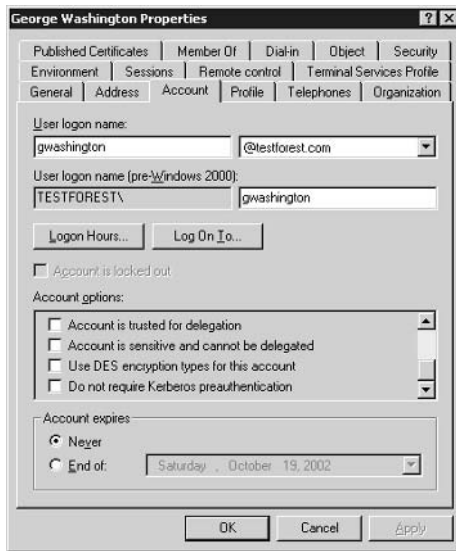 George Washington Properties
Published Certificates Member Of Dial-in Object Security
Environment Sessions Remote control Terminal Services Profile
General Address Account Profile Telephones Organization
User logon name:
gwashington @testforest.com
User logon name (pre-Windows 2000):
TESTFOREST\ gwashington
Logon Hours... Log On To...
Account is locked out
Account options:
Account is trusted for delegation
Account is sensitive and cannot be delegated
Use DES encryption types for this account
Do not require Kerberos preauthentication
Account expires
Never
End of: Saturday , October 19, 2002
OK Cancel Apply